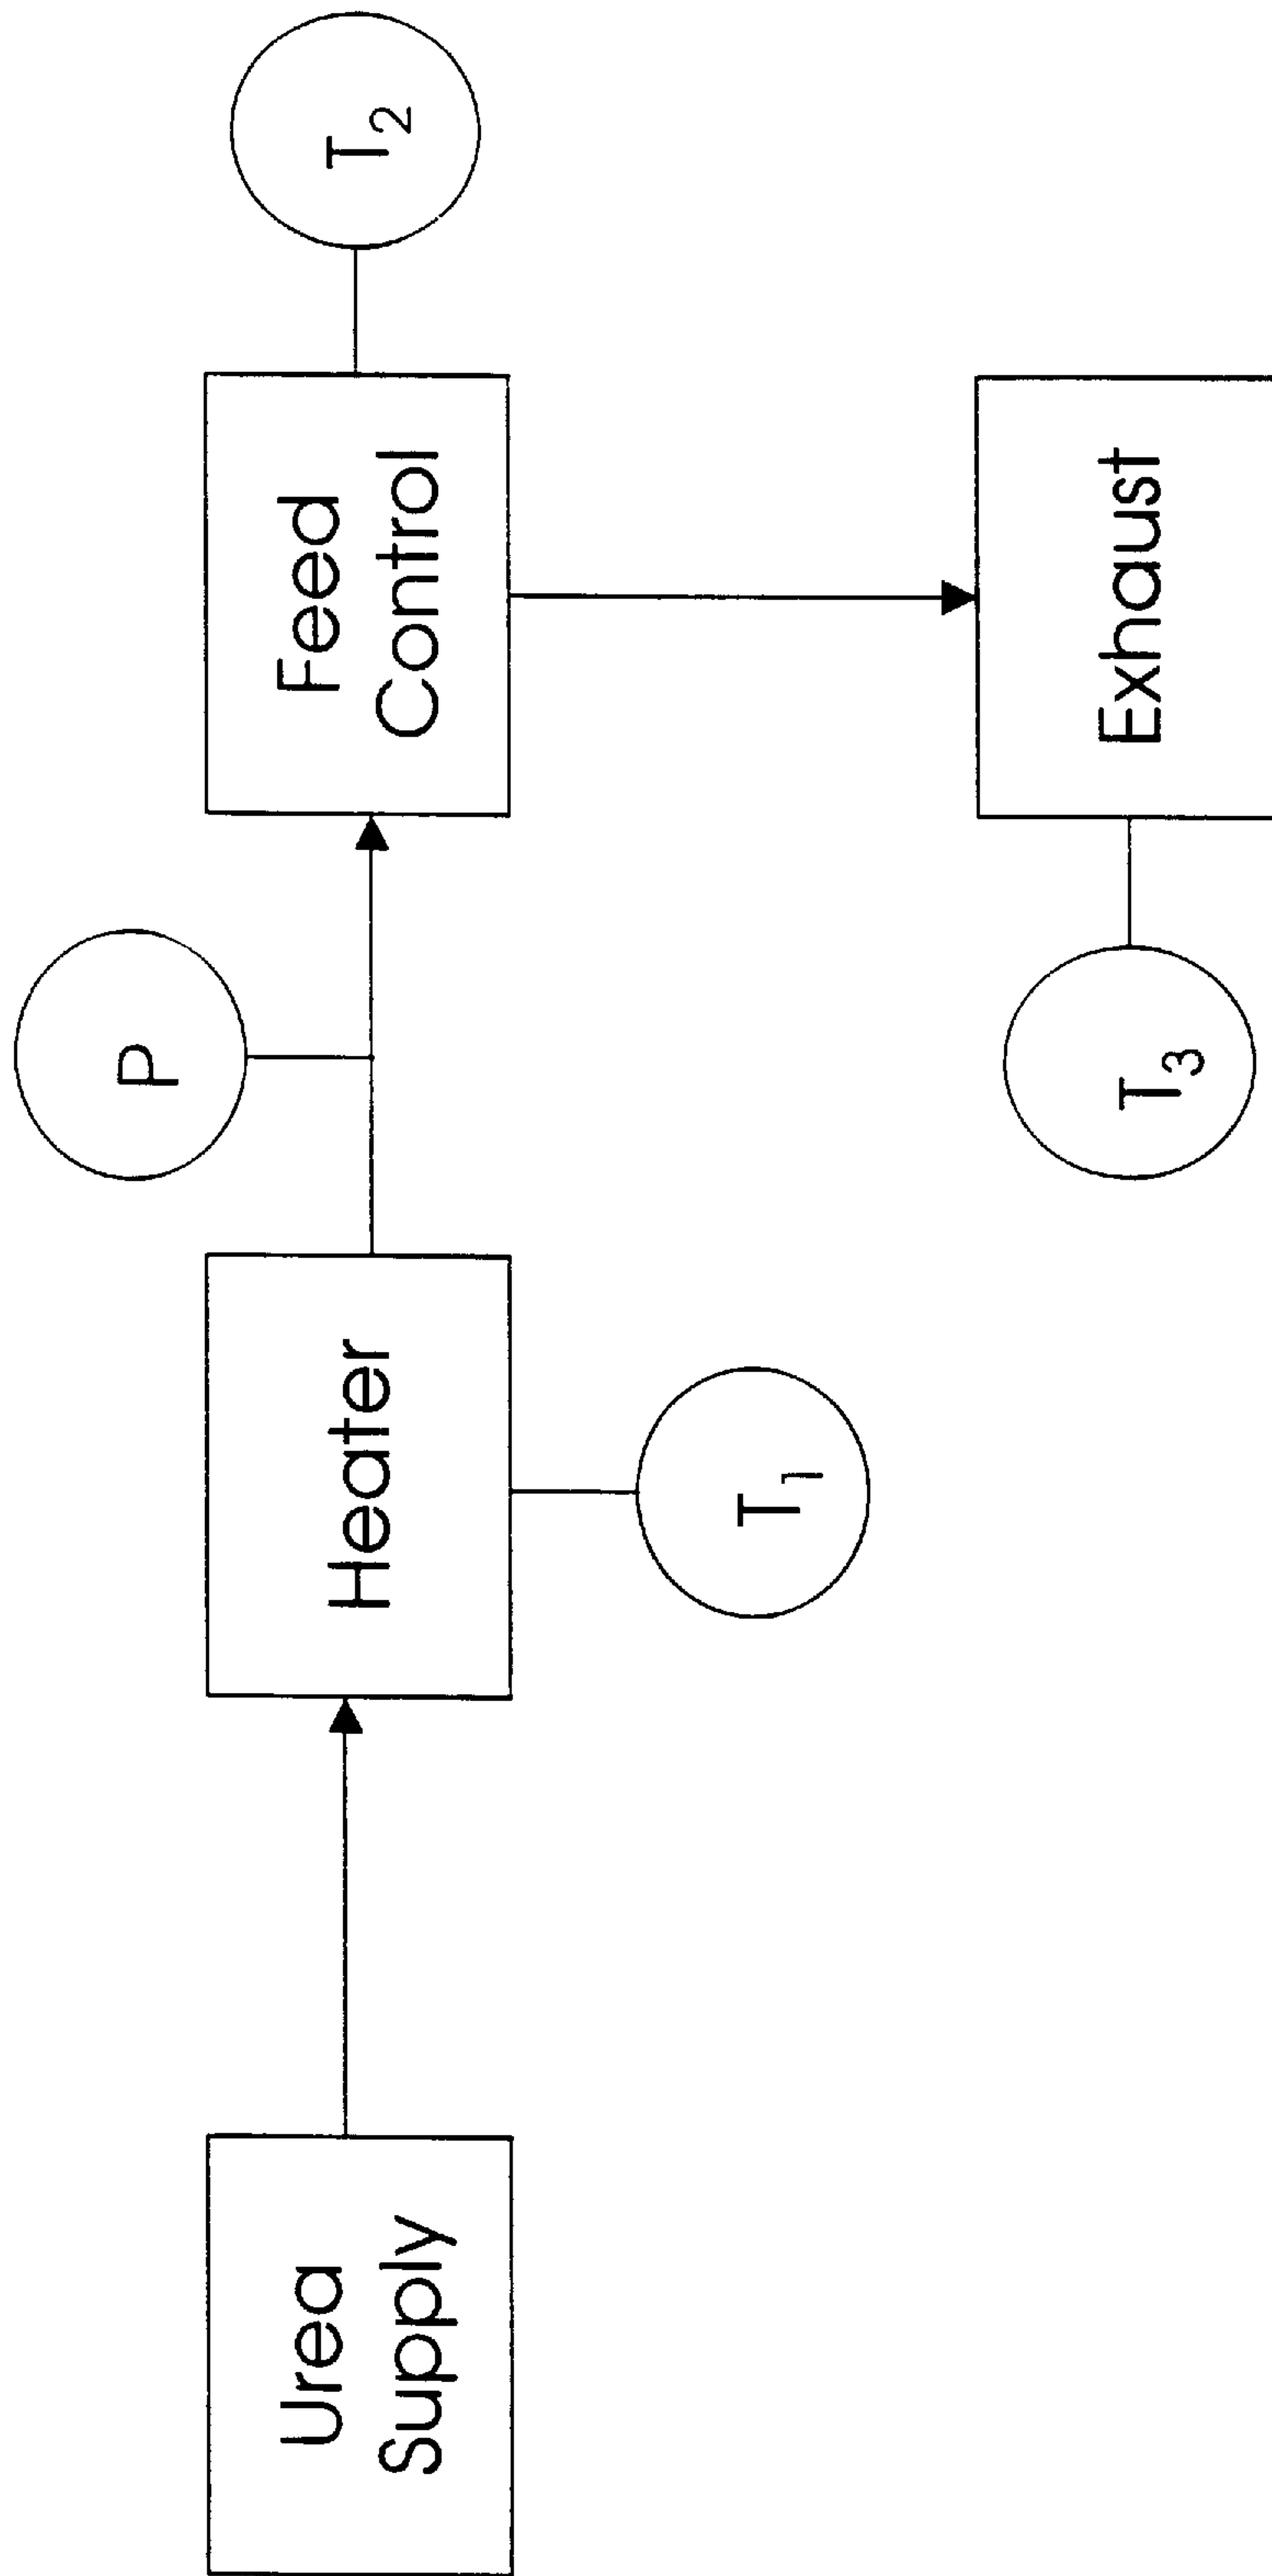 Urea
Supply
Heater
T1
P
Feed
Control
T2
T3
Exhaust